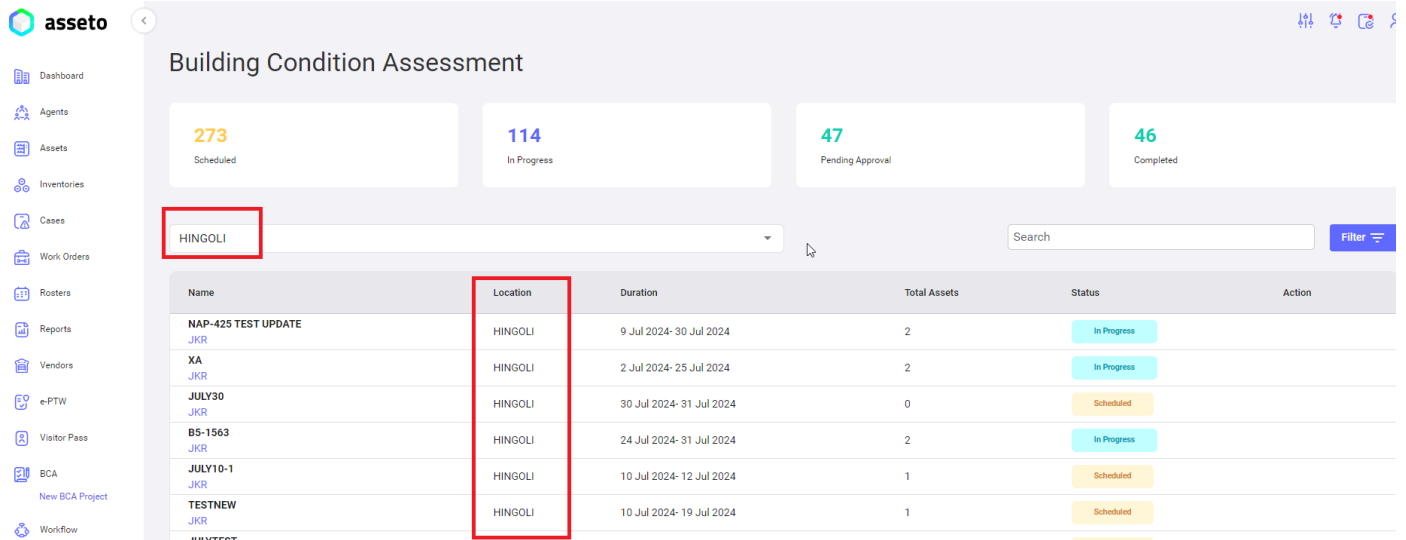 asseto
Dashboard
Agents
Assets
Inventories
Cases
Work Orders
Rosters
Reports
Vendors
e-PTW
Visitor Pass
BCA
New BCA Project
Workflow
Building Condition Assessment
273
Scheduled
114
In Progress
47
Pending Approval
46
Completed
HINGOLI
Search
Filter
Name Location Duration Total Assets Status Action
NAP-425 TEST UPDATE
JKR
HINGOLI 9 Jul 2024- 30 Jul 2024 2 In Progress
XA
JKR
HINGOLI 2 Jul 2024- 25 Jul 2024 2 In Progress
JULY30
JKR
HINGOLI 30 Jul 2024- 31 Jul 2024 0 Scheduled
B5-1563
JKR
HINGOLI 24 Jul 2024- 31 Jul 2024 2 In Progress
JULY10-1
JKR
HINGOLI 10 Jul 2024- 12 Jul 2024 1 Scheduled
TESTNEW
JKR
HINGOLI 10 Jul 2024- 19 Jul 2024 1 Scheduled